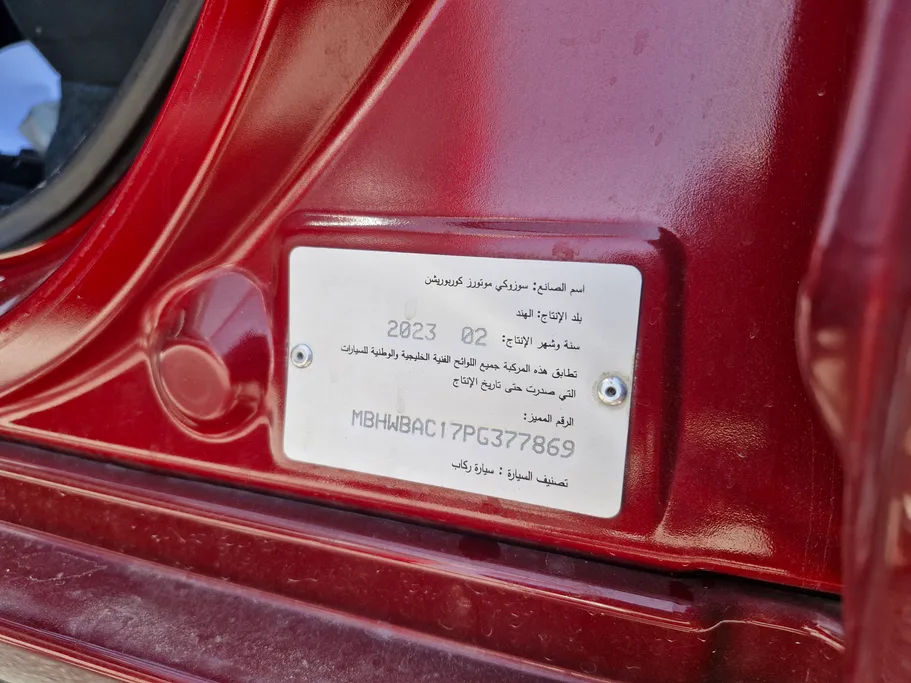 اسم الصانع: سوزوكي موتورز كوربوريشن
بلد الإنتاج: الهند
سنة وشهر الإنتاج: 02 2023
تطابق هذه المركبة جميع اللوائح الفنية الخليجية والوطنية للسيارات
التي صدرت حتى تاريخ الإنتاج
الرقم المميز:
MBHWBAC17PG377869
تصنيف السيارة : سيارة ركاب